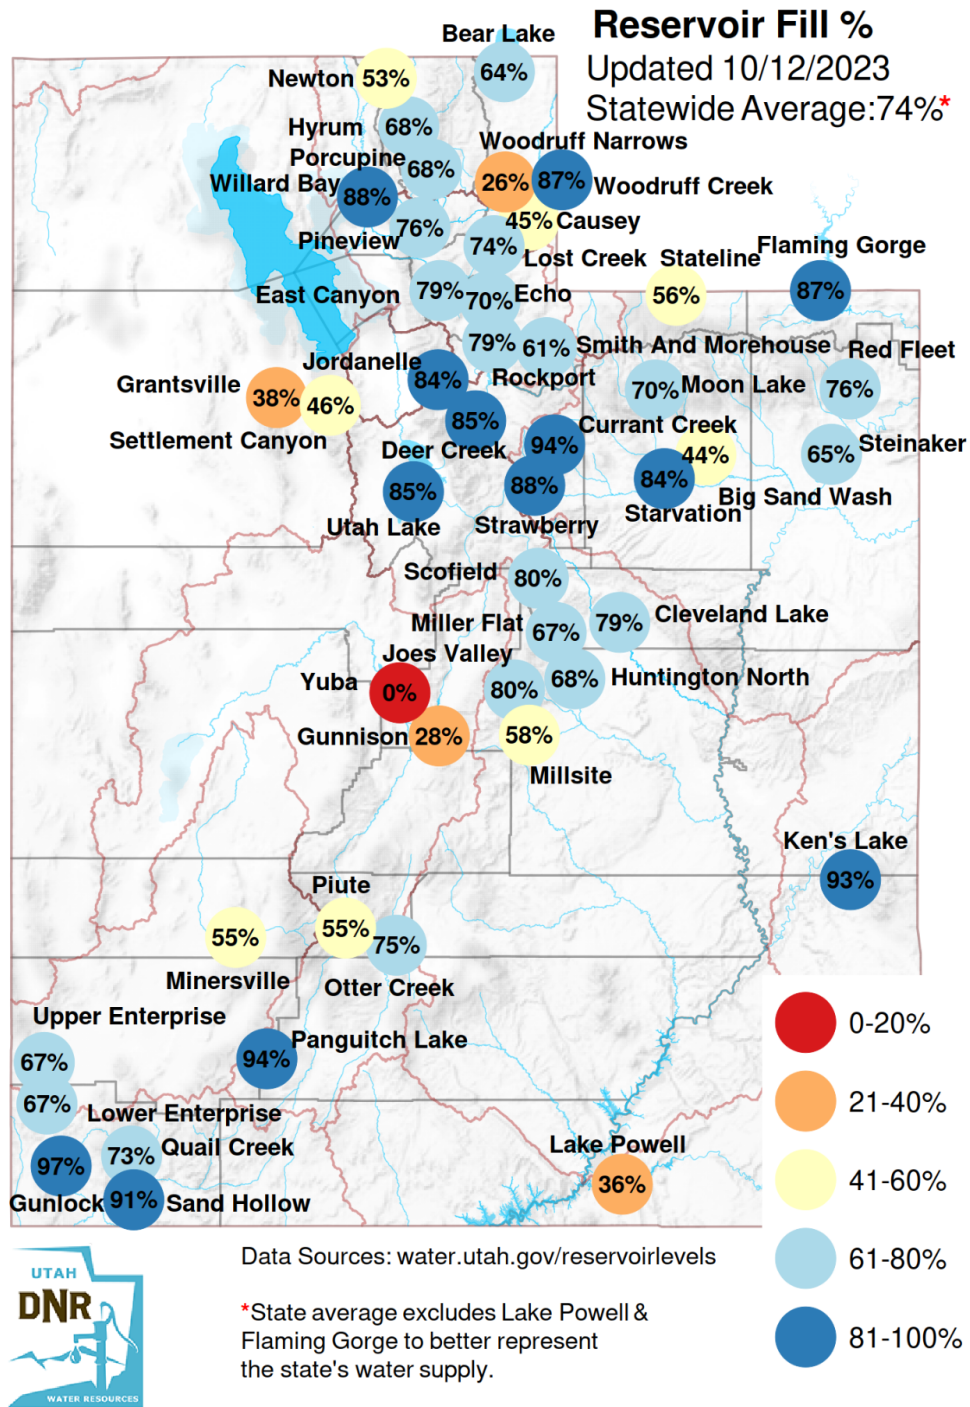 Reservoir Fill %
Updated 10/12/2023
Statewide Average:74%*
Bear Lake
64%
Newton 53%
Hyrum 68%
Porcupine 68%
Woodruff Narrows
26%
87% Woodruff Creek
Willard Bay 88%
45% Causey
Pineview 76%
74% Lost Creek
Stateline
56%
Flaming Gorge
87%
East Canyon 79%
70% Echo
79% Rockport
61% Smith And Morehouse
Red Fleet
76%
Jordanelle
84%
Grantsville 38%
46%
Settlement Canyon
70% Moon Lake
85%
Deer Creek
Currant Creek
94%
44%
Big Sand Wash
65% Steinaker
84%
Starvation
88%
Strawberry
85%
Utah Lake
Scofield 80%
Miller Flat 67%
79% Cleveland Lake
Joes Valley
80%
68% Huntington North
Yuba 0%
Gunnison 28%
58%
Millsite
Ken's Lake
93%
Piute
55%
55%
Minersville
75%
Otter Creek
Upper Enterprise
67%
Panguitch Lake
94%
67%
Lower Enterprise
73% Quail Creek
97%
Gunlock
91% Sand Hollow
Lake Powell
36%
0-20%
21-40%
41-60%
61-80%
81-100%
Data Sources: water.utah.gov/reservoirlevels
*State average excludes Lake Powell &
Flaming Gorge to better represent
the state's water supply.
UTAH
DNR
WATER RESOURCES